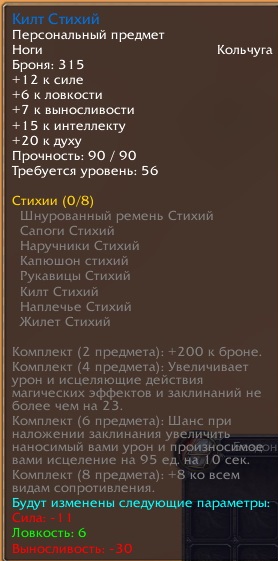 Килт Стихий
Персональный предмет
Ноги Кольчуга
Броня: 315
+12 к силе
+6 к ловкости
+7 к выносливости
+15 к интеллекту
+20 к духу
Прочность: 90 / 90
Требуется уровень: 56
Стихии (0/8)
Шнурованный ремень Стихий
Сапоги Стихий
Наручники Стихий
Капюшон стихий
Рукавицы Стихий
Килт Стихий
Наплечье Стихий
Жилет Стихий
Комплект (2 предмета): +200 к броне.
Комплект (4 предмета): Увеличивает
урон и исцеляющие действия
магических эффектов и заклинаний не
более чем на 23.
Комплект (6 предмета): Шанс при
наложении заклинания увеличить
наносимый вами урон и произносимое
вами исцеление на 95 ед. на 10 сек.
Комплект (8 предмета): +8 ко всем
видам сопротивления.
Будут изменены следующие параметры:
Сила: -11
Ловкость: 6
Выносливость: -30